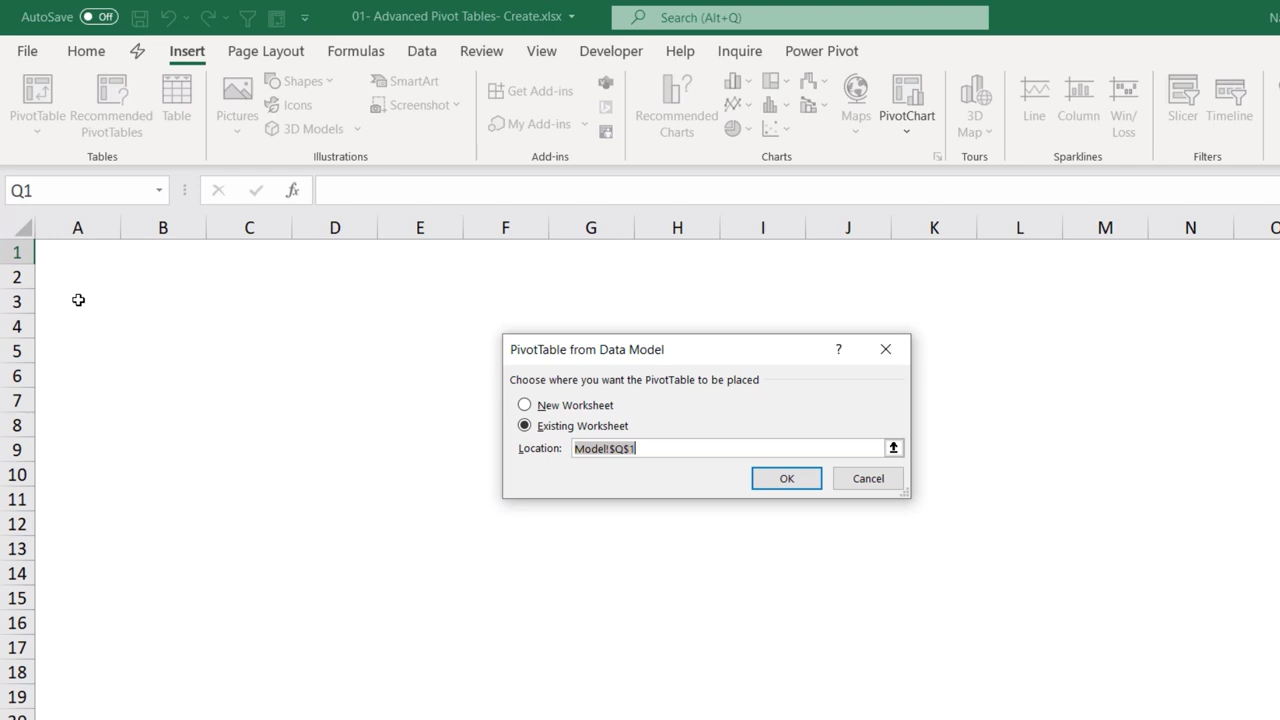 AutoSave Off 01- Advanced Pivot Tables- Create.xlsx Search (Alt+Q)
File Home Insert Page Layout Formulas Data Review View Developer Help Inquire Power Pivot
PivotTable Recommended PivotTables Table
Tables
Pictures Shapes Icons 3D Models SmartArt Screenshot
Illustrations
Get Add-ins My Add-ins
Add-ins
Recommended Charts Maps PivotChart
Charts
3D Map
Tours
Line Column Win/ Loss
Sparklines
Slicer Timeline
Filters
Q1 fx
A B C D E F G H I J K L M N
1
2
3
4
5
6
7
8
9
10
11
12
13
14
15
16
17
18
19
PivotTable from Data Model ?
Choose where you want the PivotTable to be placed
New Worksheet
Existing Worksheet
Location: Model!$Q$1
OK Cancel